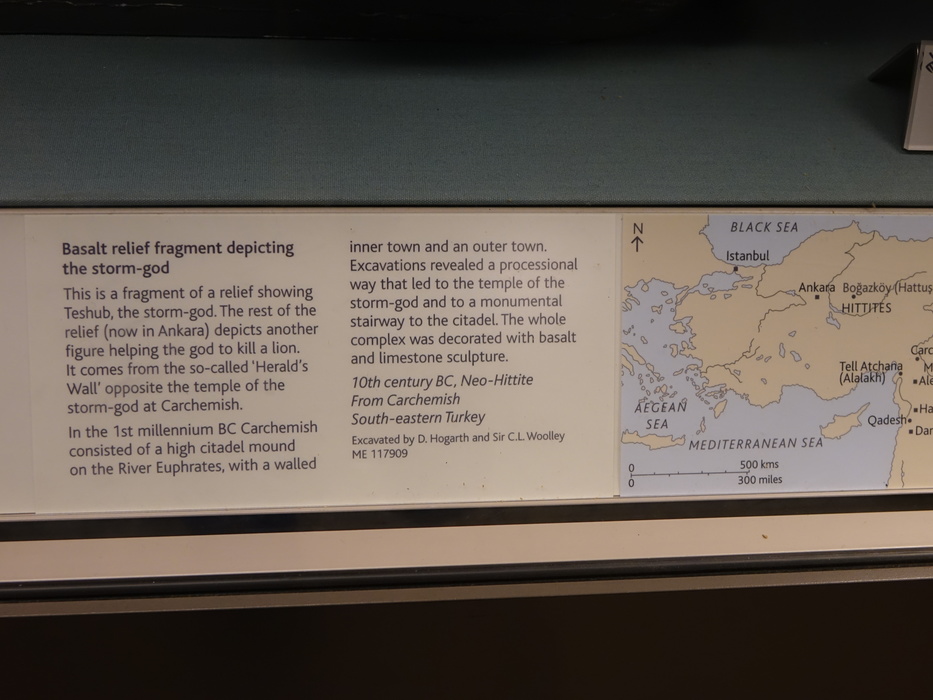 Basalt relief fragment depicting
the storm-god
This is a fragment of a relief showing
Teshub, the storm-god. The rest of the
relief (now in Ankara) depicts another
figure helping the god to kill a lion.
It comes from the so-called 'Herald's
Wall' opposite the temple of the
storm-god at Carchemish.
In the 1st millennium BC Carchemish
consisted of a high citadel mound
on the River Euphrates, with a walled
inner town and an outer town.
Excavations revealed a processional
way that led to the temple of the
storm-god and to a monumental
stairway to the citadel. The whole
complex was decorated with basalt
and limestone sculpture.
10th century BC, Neo-Hittite
From Carchemish
South-eastern Turkey
Excavated by D. Hogarth and Sir C.L. Woolley
ME 117909
N
BLACK SEA
Istanbul
Ankara
Boğazköy (Hattuş
HITTITES
Carc
Tell Atchana
(Alalakh)
M
Ale
AEGEAN
SEA
Ha
Qadesh
Dar
MEDITERRANEAN SEA
0 500 kms
0 300 miles